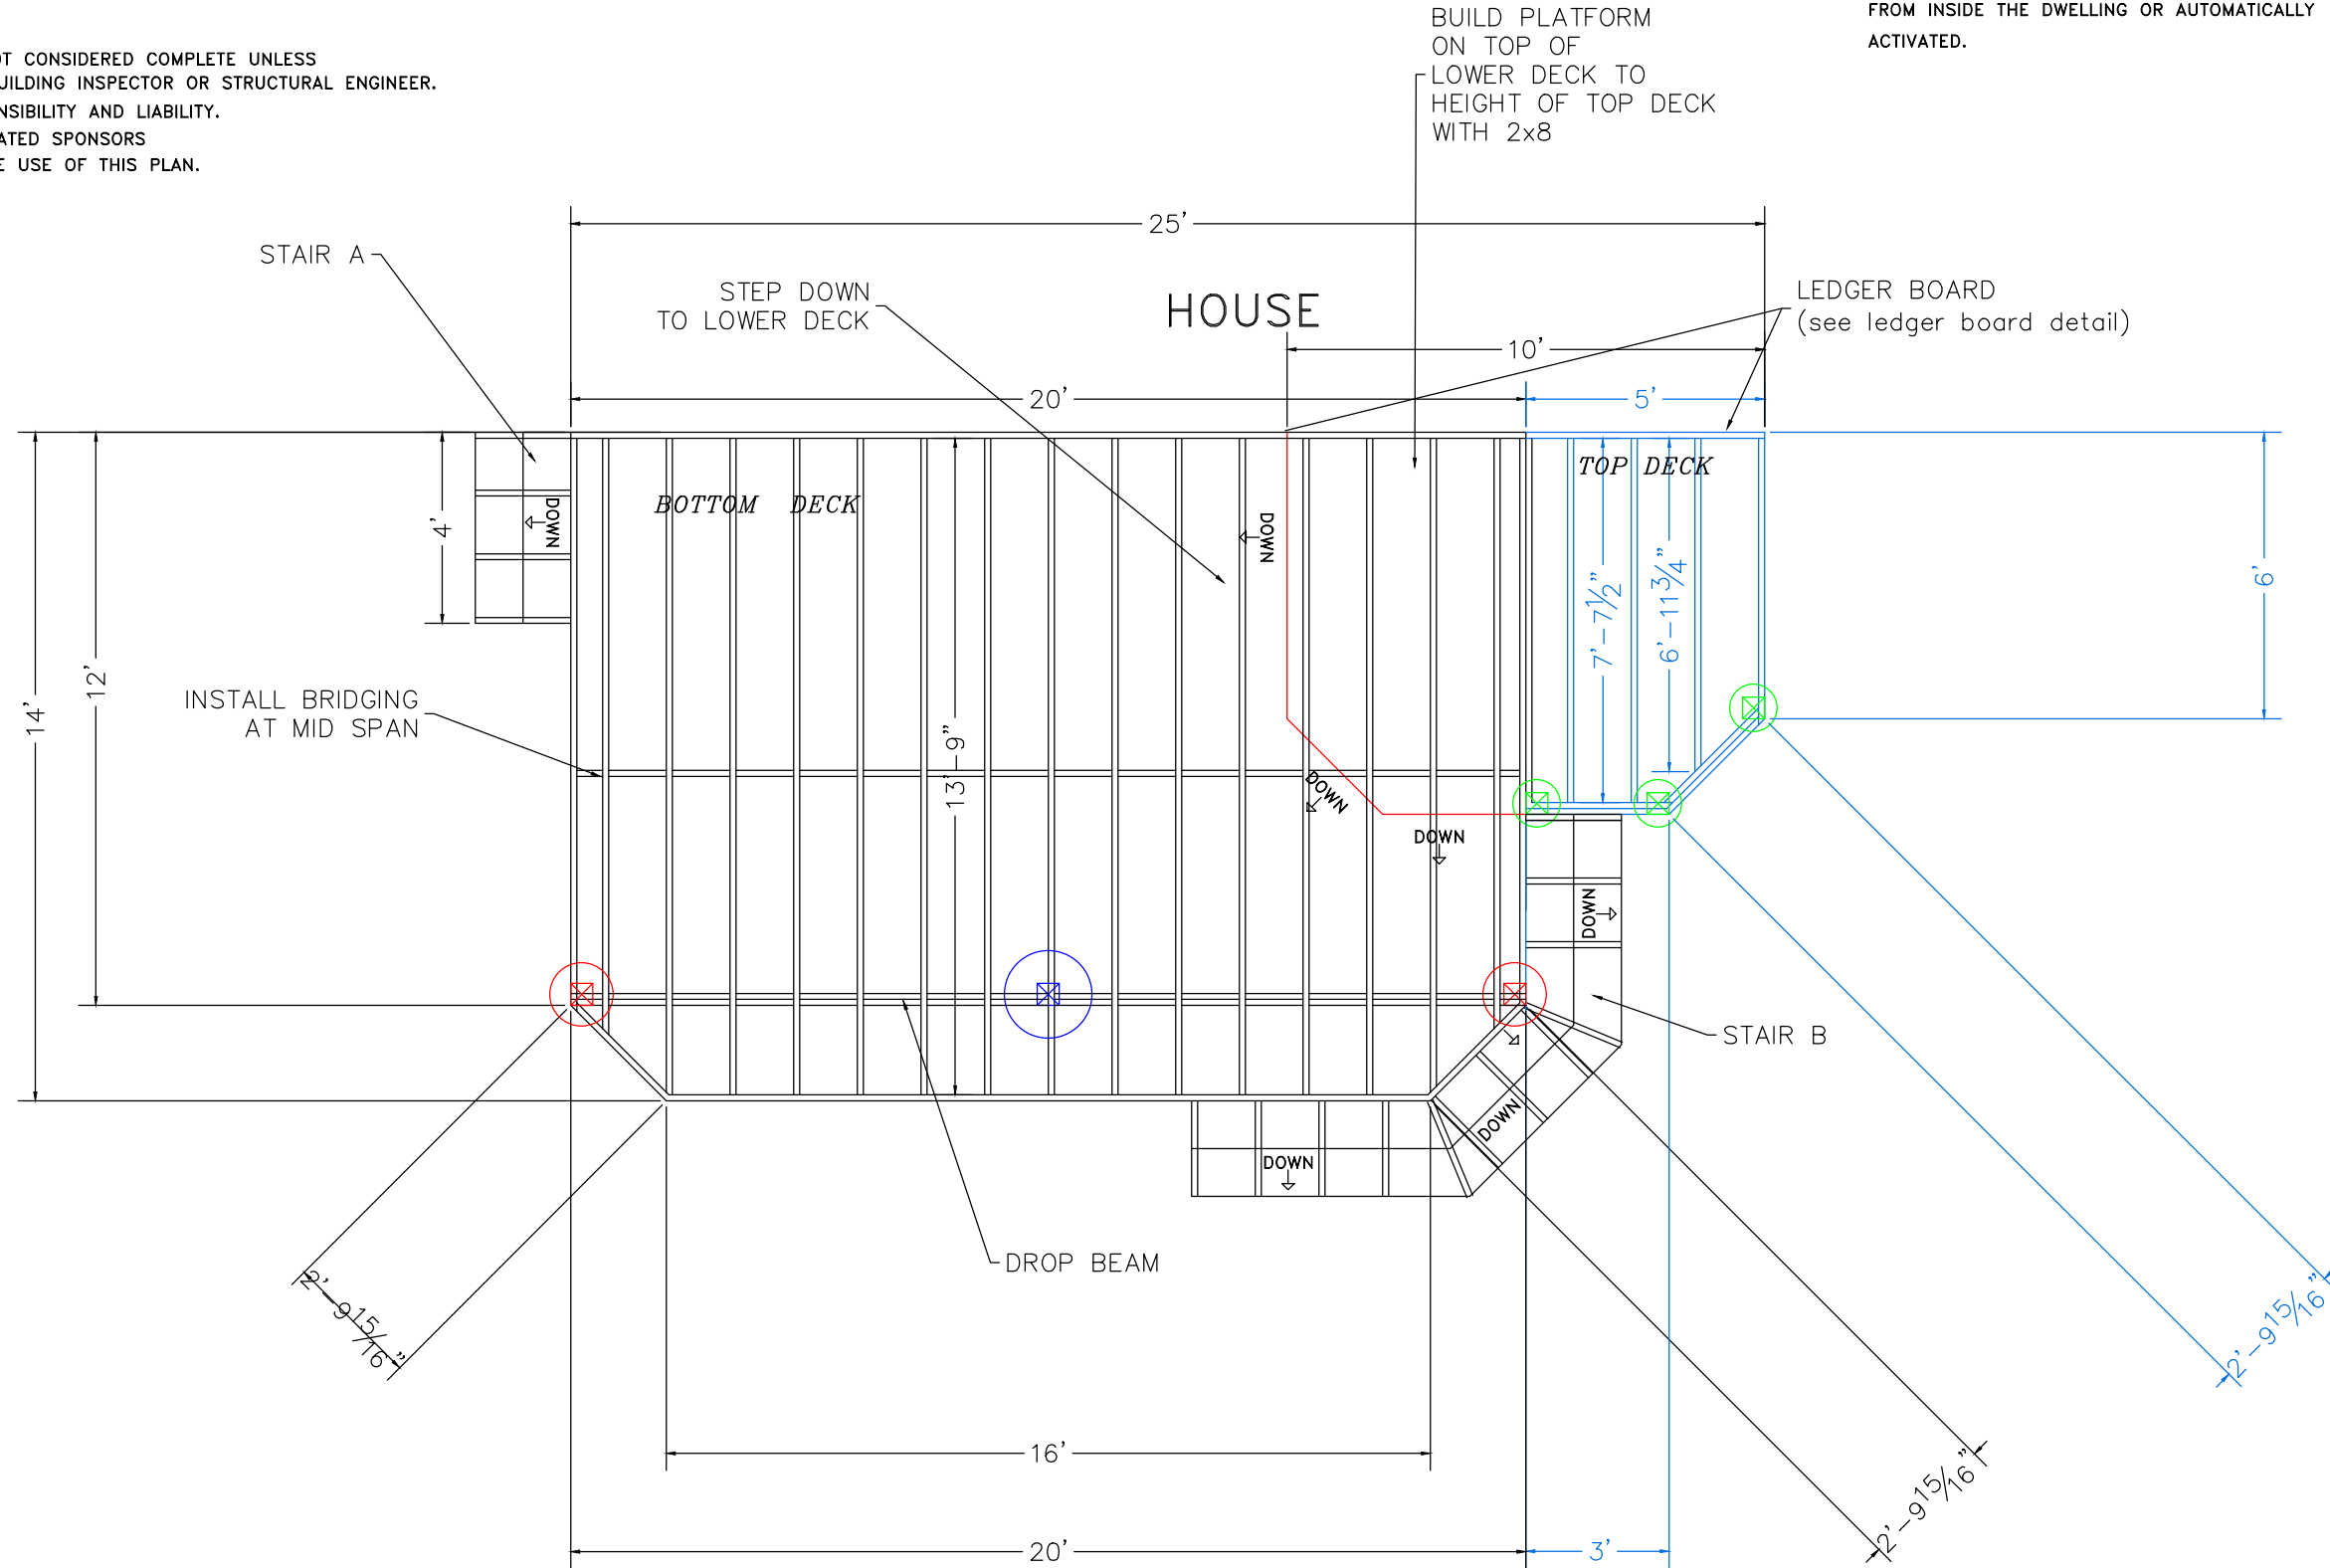 BUILD PLATFORM
ON TOP OF
LOWER DECK TO
HEIGHT OF TOP DECK
WITH 2x8
FROM INSIDE THE DWELLING OR AUTOMATICALLY
ACTIVATED.
CONSIDERED COMPLETE UNLESS
INSPECTOR OR STRUCTURAL ENGINEER.
AND LIABILITY.
SPONSORS
USE OF THIS PLAN.
25'
STAIR A
STEP DOWN
TO LOWER DECK
HOUSE
LEDGER BOARD
(see ledger board detail)
10'
20'
5'
TOP DECK
BOTTOM DECK
DOWN
DOWN
4'
14'
12'
13'-9"
7'-7 1/2"
6'-11 3/4"
6'
INSTALL BRIDGING
AT MID SPAN
DOWN
DOWN
DOWN
STAIR B
DOWN
DOWN
DROP BEAM
2'-9 15/16"
2'-9 15/16"
2'-9 15/16"
16'
20'
3'